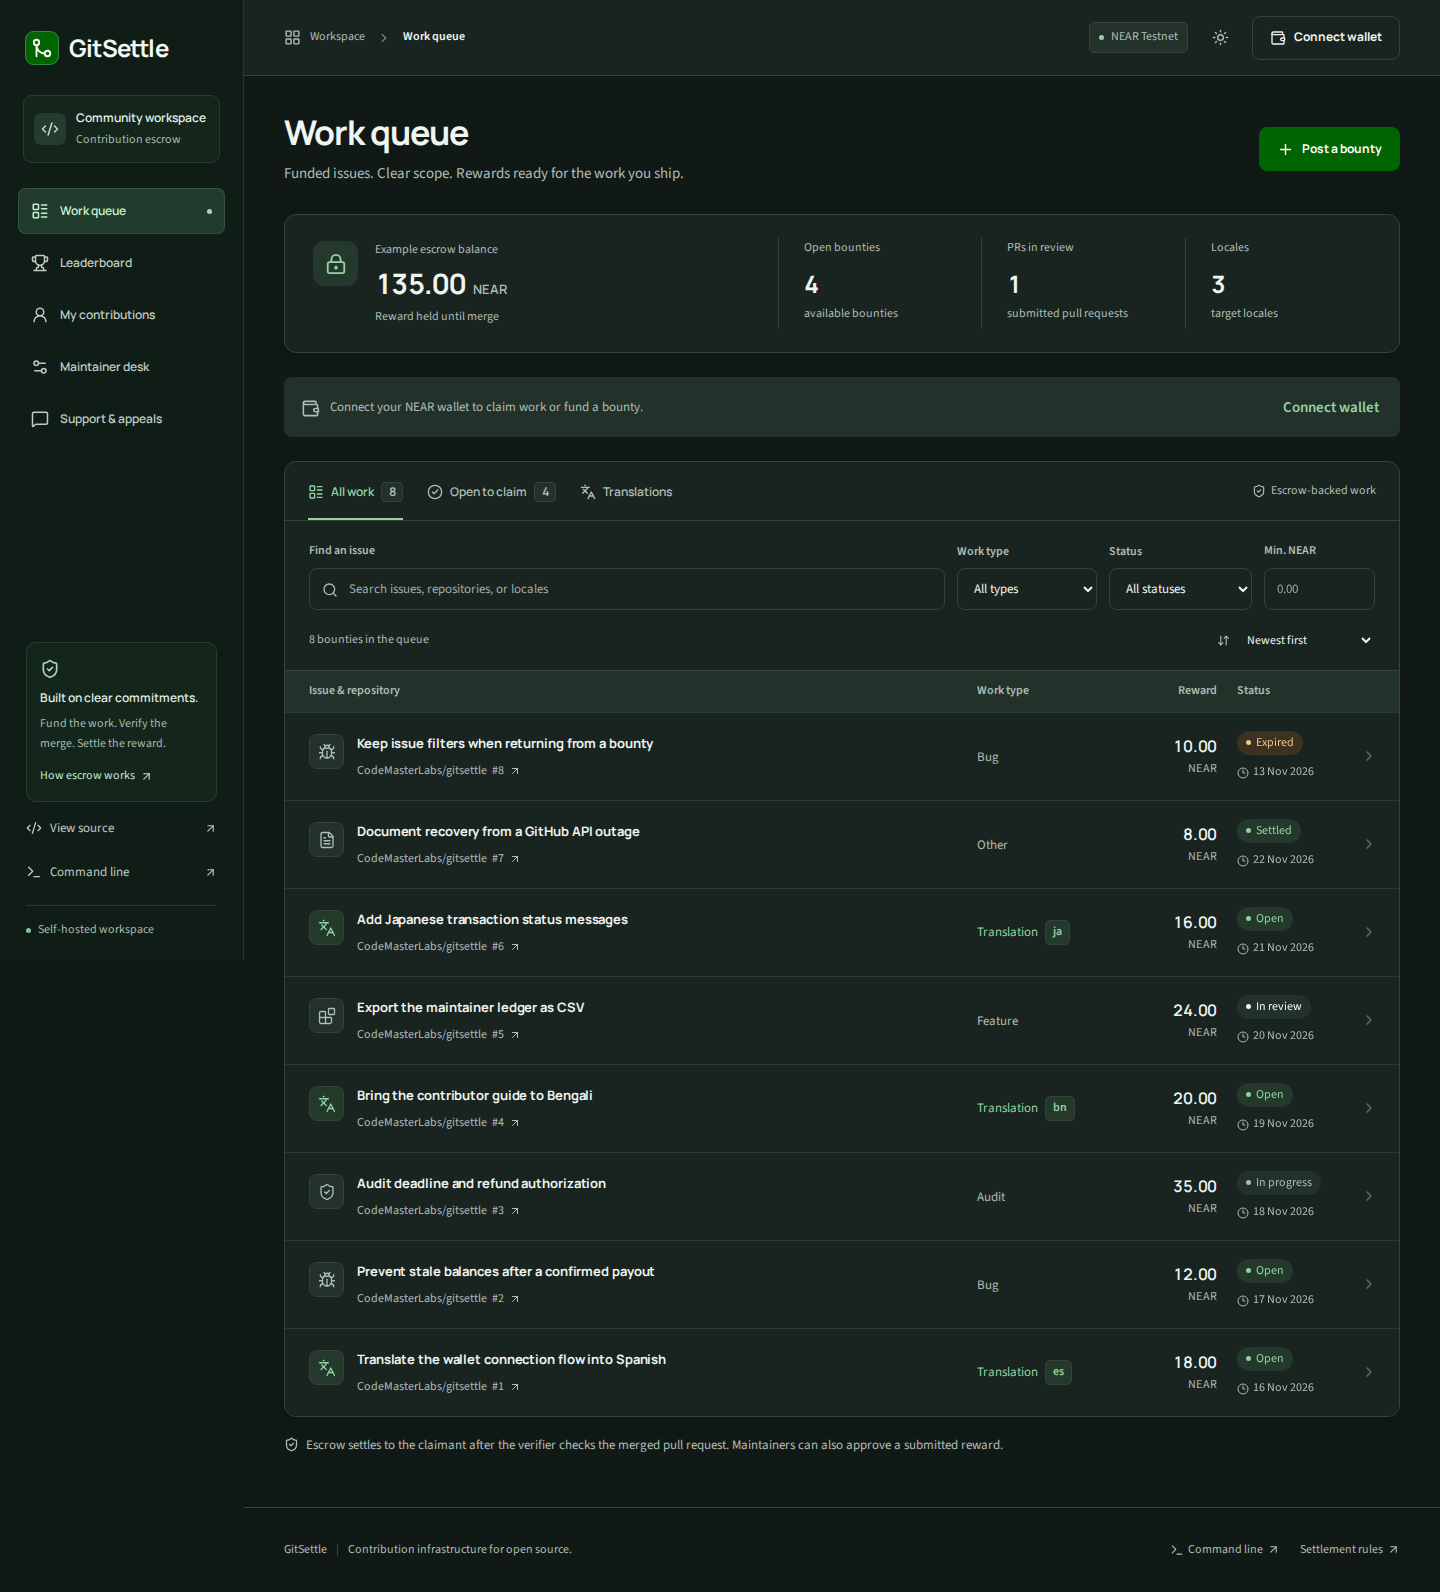 GitSettle
Community workspace
Contribution escrow
Work queue
Leaderboard
My contributions
Maintainer desk
Support & appeals
Built on clear commitments.
Fund the work. Verify the
merge. Settle the reward.
How escrow works
View source
Command line
Self-hosted workspace
Workspace
Work queue
NEAR Testnet
Connect wallet
Work queue
Funded issues. Clear scope. Rewards ready for the work you ship.
Post a bounty
Example escrow balance
135.00 NEAR
Reward held until merge
Open bounties
4
available bounties
PRs in review
1
submitted pull requests
Locales
3
target locales
Connect your NEAR wallet to claim work or fund a bounty.
Connect wallet
All work 8
Open to claim 4
Translations
Escrow-backed work
Find an issue
Search issues, repositories, or locales
Work type
All types
Status
All statuses
Min. NEAR
0.00
8 bounties in the queue
Newest first
Issue & repository
Work type
Reward
Status
Keep issue filters when returning from a bounty
CodeMasterLabs/gitsettle #8
Bug
10.00
NEAR
Expired
13 Nov 2026
Document recovery from a GitHub API outage
CodeMasterLabs/gitsettle #7
Other
8.00
NEAR
Settled
22 Nov 2026
Add Japanese transaction status messages
CodeMasterLabs/gitsettle #6
Translation ja
16.00
NEAR
Open
21 Nov 2026
Export the maintainer ledger as CSV
CodeMasterLabs/gitsettle #5
Feature
24.00
NEAR
In review
20 Nov 2026
Bring the contributor guide to Bengali
CodeMasterLabs/gitsettle #4
Translation bn
20.00
NEAR
Open
19 Nov 2026
Audit deadline and refund authorization
CodeMasterLabs/gitsettle #3
Audit
35.00
NEAR
In progress
18 Nov 2026
Prevent stale balances after a confirmed payout
CodeMasterLabs/gitsettle #2
Bug
12.00
NEAR
Open
17 Nov 2026
Translate the wallet connection flow into Spanish
CodeMasterLabs/gitsettle #1
Translation es
18.00
NEAR
Open
16 Nov 2026
Escrow settles to the claimant after the verifier checks the merged pull request. Maintainers can also approve a submitted reward.
GitSettle
Contribution infrastructure for open source.
Command line
Settlement rules